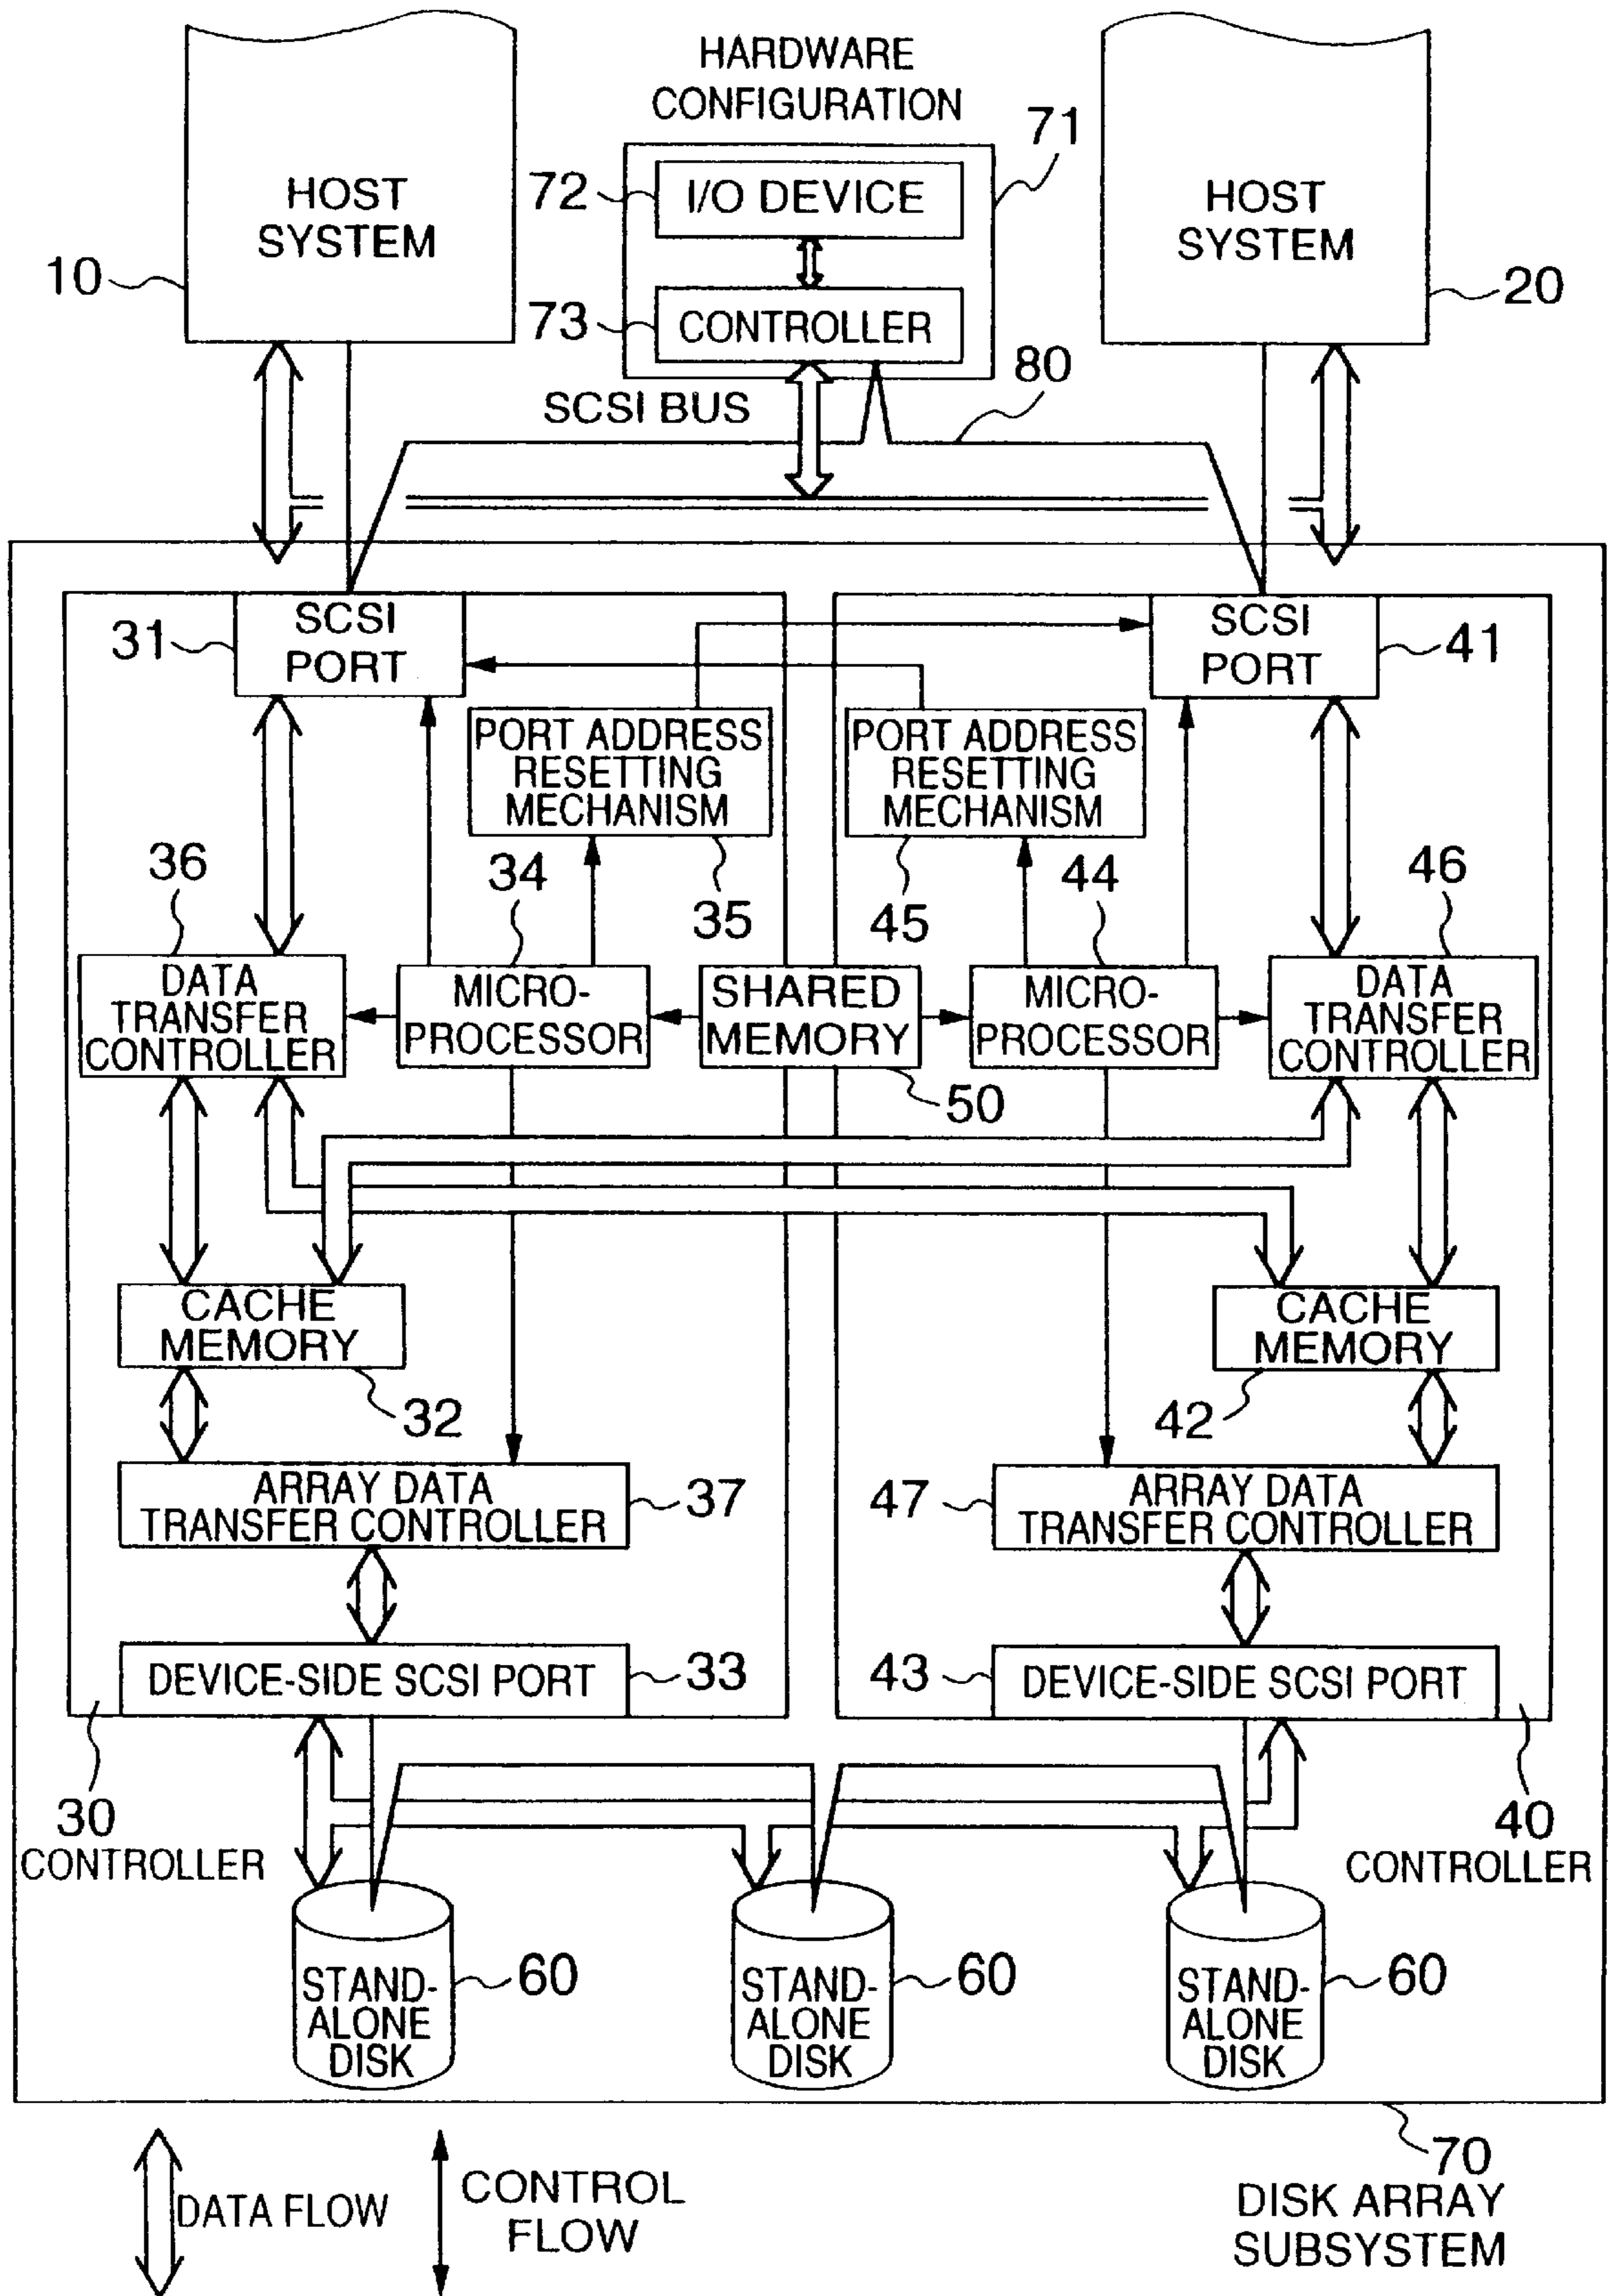 HARDWARE
CONFIGURATION
71
72
I/O DEVICE
HOST
SYSTEM
HOST
SYSTEM
10
20
73
CONTROLLER
80
SCSI BUS
31
SCSI
PORT
SCSI
PORT
41
PORT ADDRESS
RESETTING
MECHANISM
PORT ADDRESS
RESETTING
MECHANISM
36
34
35
45
44
46
DATA
TRANSFER
CONTROLLER
MICRO-
PROCESSOR
SHARED
MEMORY
MICRO-
PROCESSOR
DATA
TRANSFER
CONTROLLER
50
CACHE
MEMORY
CACHE
MEMORY
32
42
ARRAY DATA
TRANSFER CONTROLLER
37
47
ARRAY DATA
TRANSFER CONTROLLER
DEVICE-SIDE SCSI PORT
33
43
DEVICE-SIDE SCSI PORT
30
CONTROLLER
40
CONTROLLER
STAND-
ALONE
DISK
60
STAND-
ALONE
DISK
60
STAND-
ALONE
DISK
60
70
DISK ARRAY
SUBSYSTEM
DATA FLOW
CONTROL
FLOW